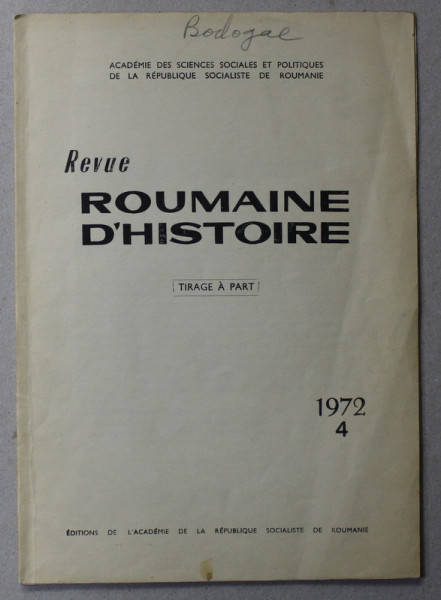 Bodogae
ACADÉMIE DES SCIENCES SOCIALES ET POLITIQUES
DE LA RÉPUBLIQUE SOCIALISTE DE ROUMANIE
Revue
ROUMAINE
D'HISTOIRE
TIRAGE À PART
1972
4
ÉDITIONS DE L'ACADÉMIE DE LA RÉPUBLIQUE SOCIALISTE DE ROUMANIE